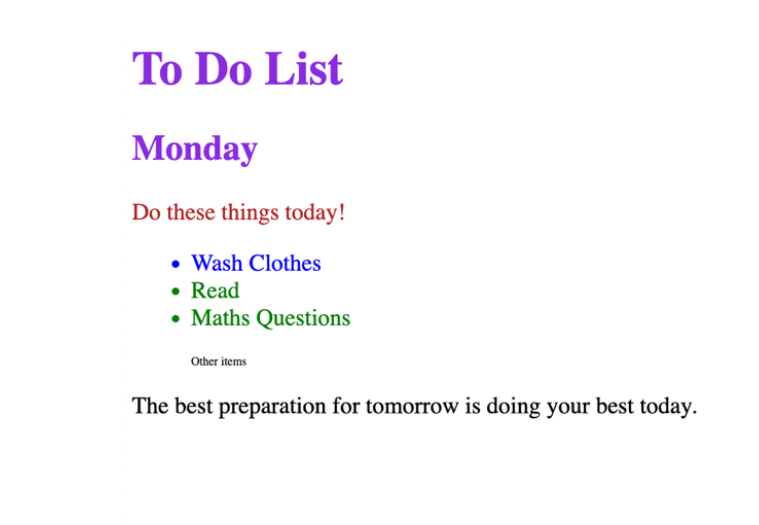 To Do List
Monday
Do these things today!
• Wash Clothes
• Read
• Maths Questions
Other items
The best preparation for tomorrow is doing your best today.